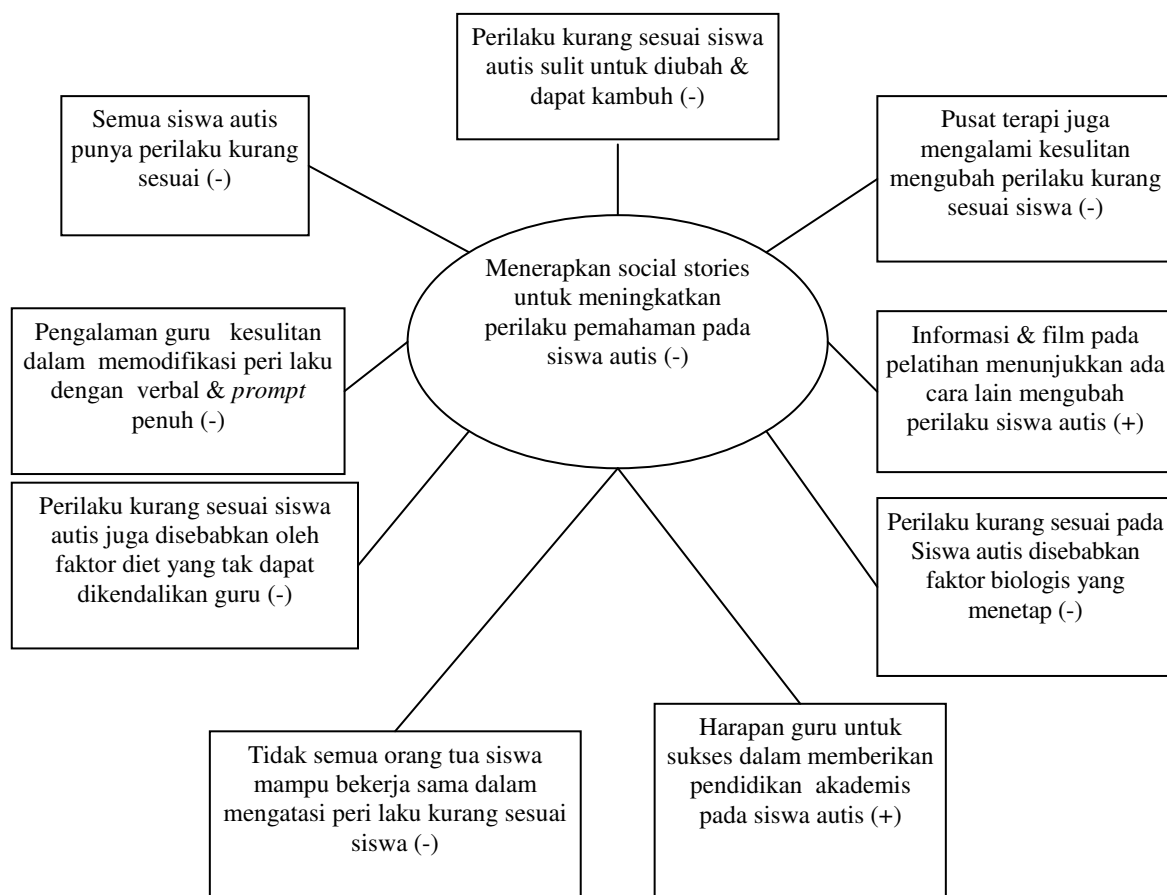 Perilaku kurang sesuai siswa
autis sulit untuk diubah &
dapat kambuh (-)
Semua siswa autis
punya perilaku kurang
sesuai (-)
Pusat terapi juga
mengalami kesulitan
mengubah perilaku kurang
sesuai siswa (-)
Menerapkan social stories
untuk meningkatkan
perilaku pemahaman pada
siswa autis (-)
Pengalaman guru kesulitan
dalam memodifikasi peri laku
dengan verbal & prompt
penuh (-)
Informasi & film pada
pelatihan menunjukkan ada
cara lain mengubah
perilaku siswa autis (+)
Perilaku kurang sesuai siswa
autis juga disebabkan oleh
faktor diet yang tak dapat
dikendalikan guru (-)
Perilaku kurang sesuai pada
Siswa autis disebabkan
faktor biologis yang
menetap (-)
Tidak semua orang tua siswa
mampu bekerja sama dalam
mengatasi peri laku kurang sesuai
siswa (-)
Harapan guru untuk
sukses dalam memberikan
pendidikan akademis
pada siswa autis (+)